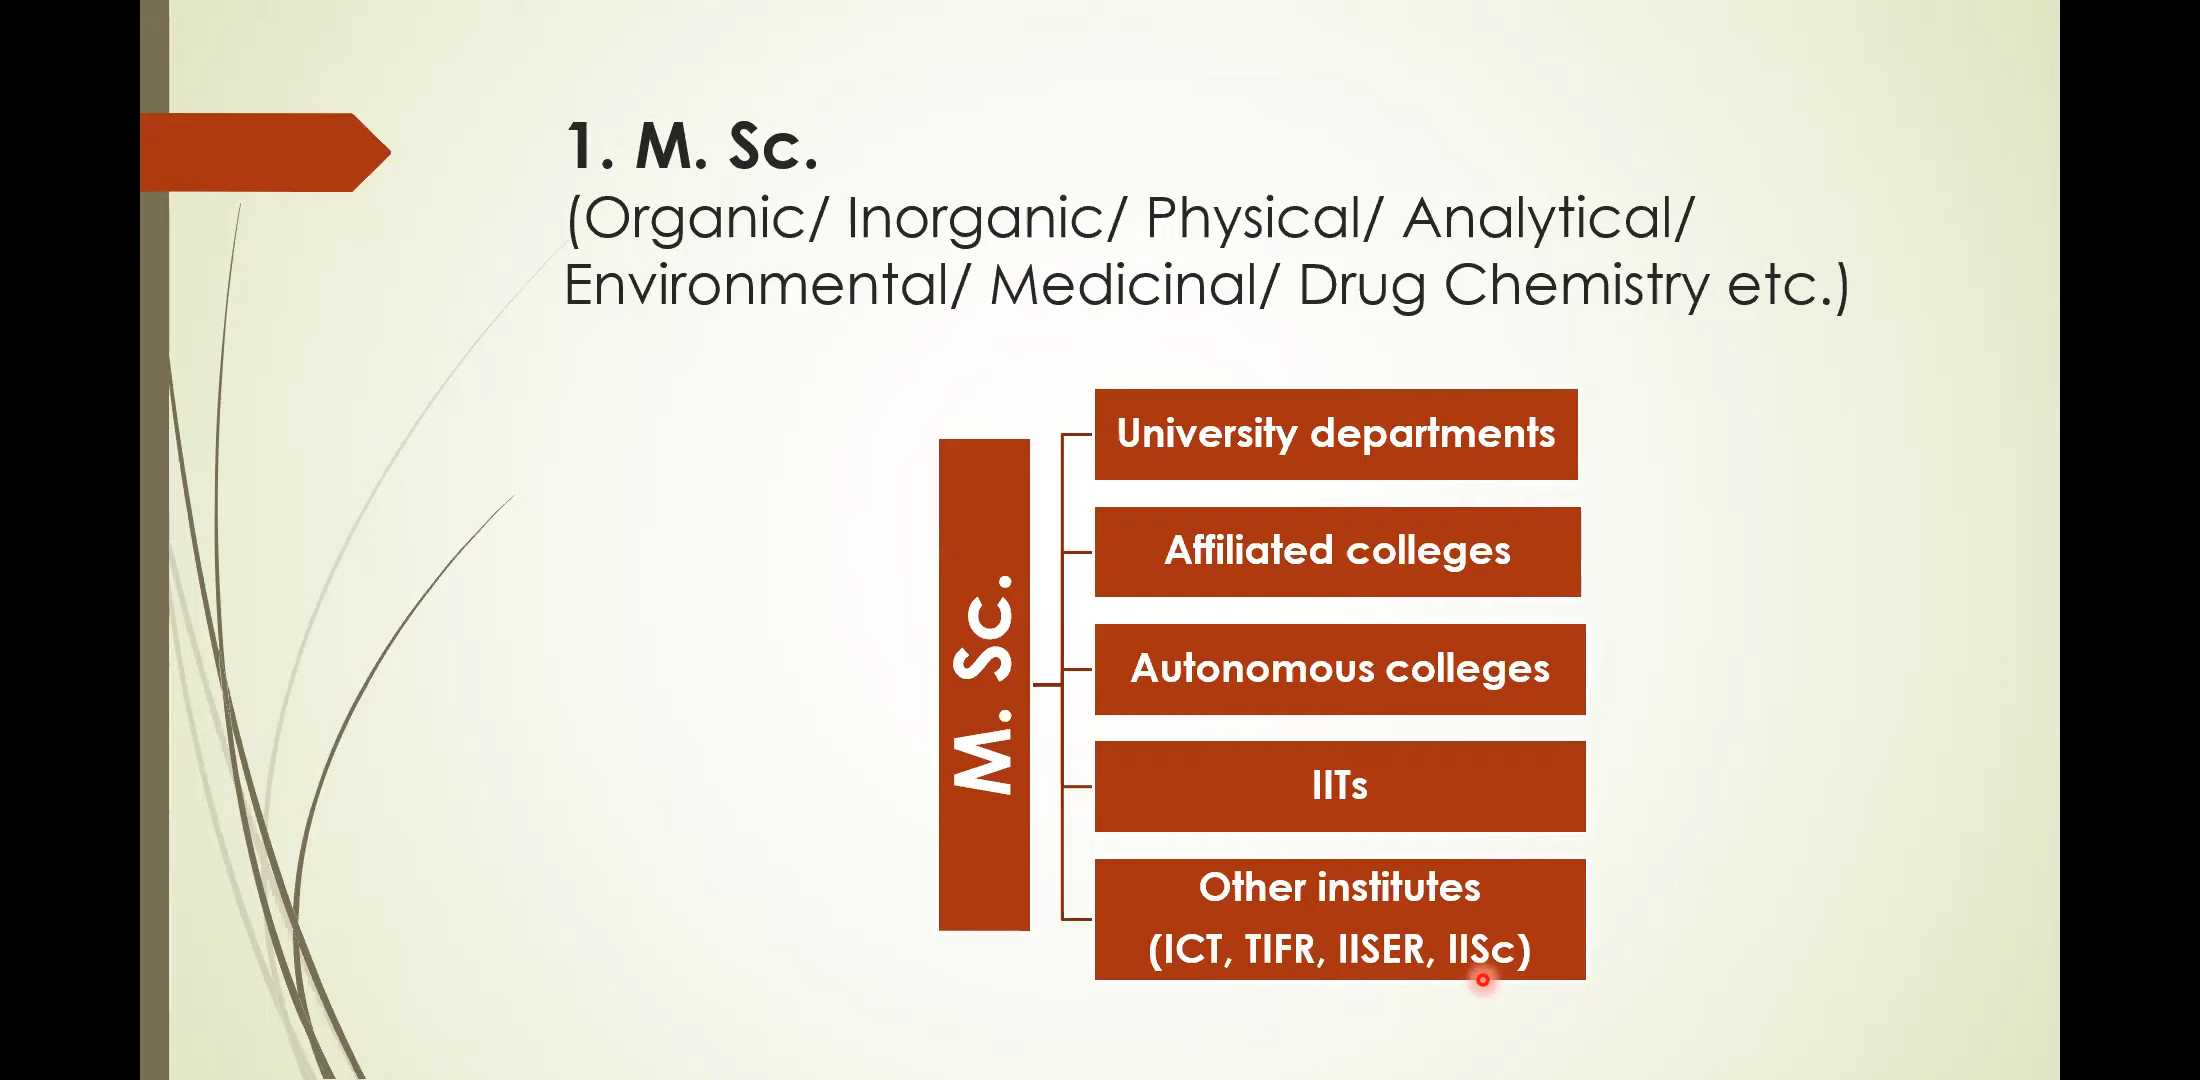 1. M. Sc.
(Organic/ Inorganic/ Physical/ Analytical/
Environmental/ Medicinal/ Drug Chemistry etc.)
M. Sc.
University departments
Affiliated colleges
Autonomous colleges
IITs
Other institutes
(ICT, TIFR, IISER, IISc)